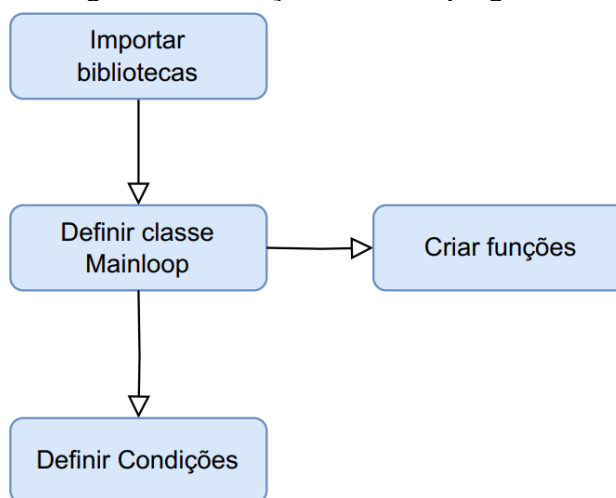 Importar
bibliotecas
Definir classe
Mainloop
Criar funções
Definir Condições